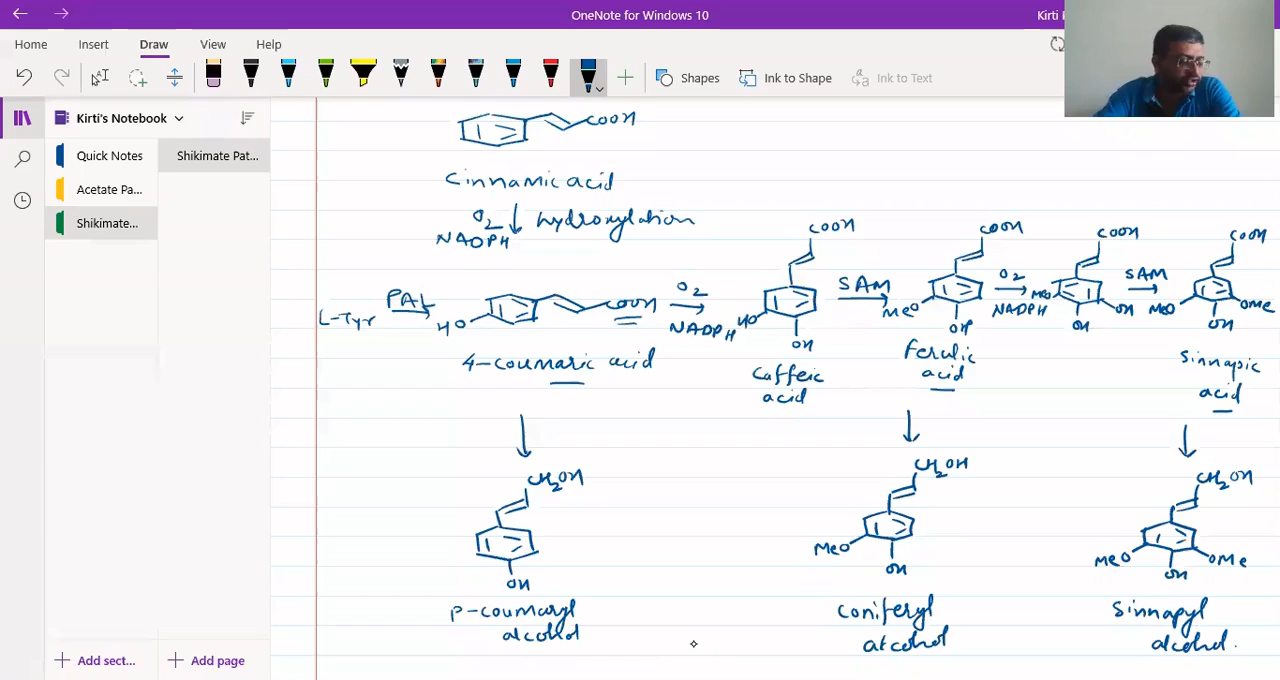 OneNote for Windows 10
Kirti
Home Insert Draw View Help
Shapes Ink to Shape Ink to Text
Kirti's Notebook
Quick Notes
Acetate Pa...
Shikimate...
Shikimate Pat...
Add sect...
Add page
COOH
Cinnamic acid
O2
NADPH
hydroxylation
L-Tyr
PAL
HO
COOH
4-coumaric acid
O2
NADPH
COOH
HO
OH
Caffeic
acid
SAM
COOH
MeO
OH
Ferulic
acid
O2
NADPH
COOH
MeO
OH
OH
SAM
COOH
MeO
OMe
OH
Sinnapic
acid
CH2OH
OH
P-coumaryl
alcohol
CH2OH
MeO
OH
Coniferyl
alcohol
CH2OH
MeO
OMe
OH
Sinnapyl
alcohol.